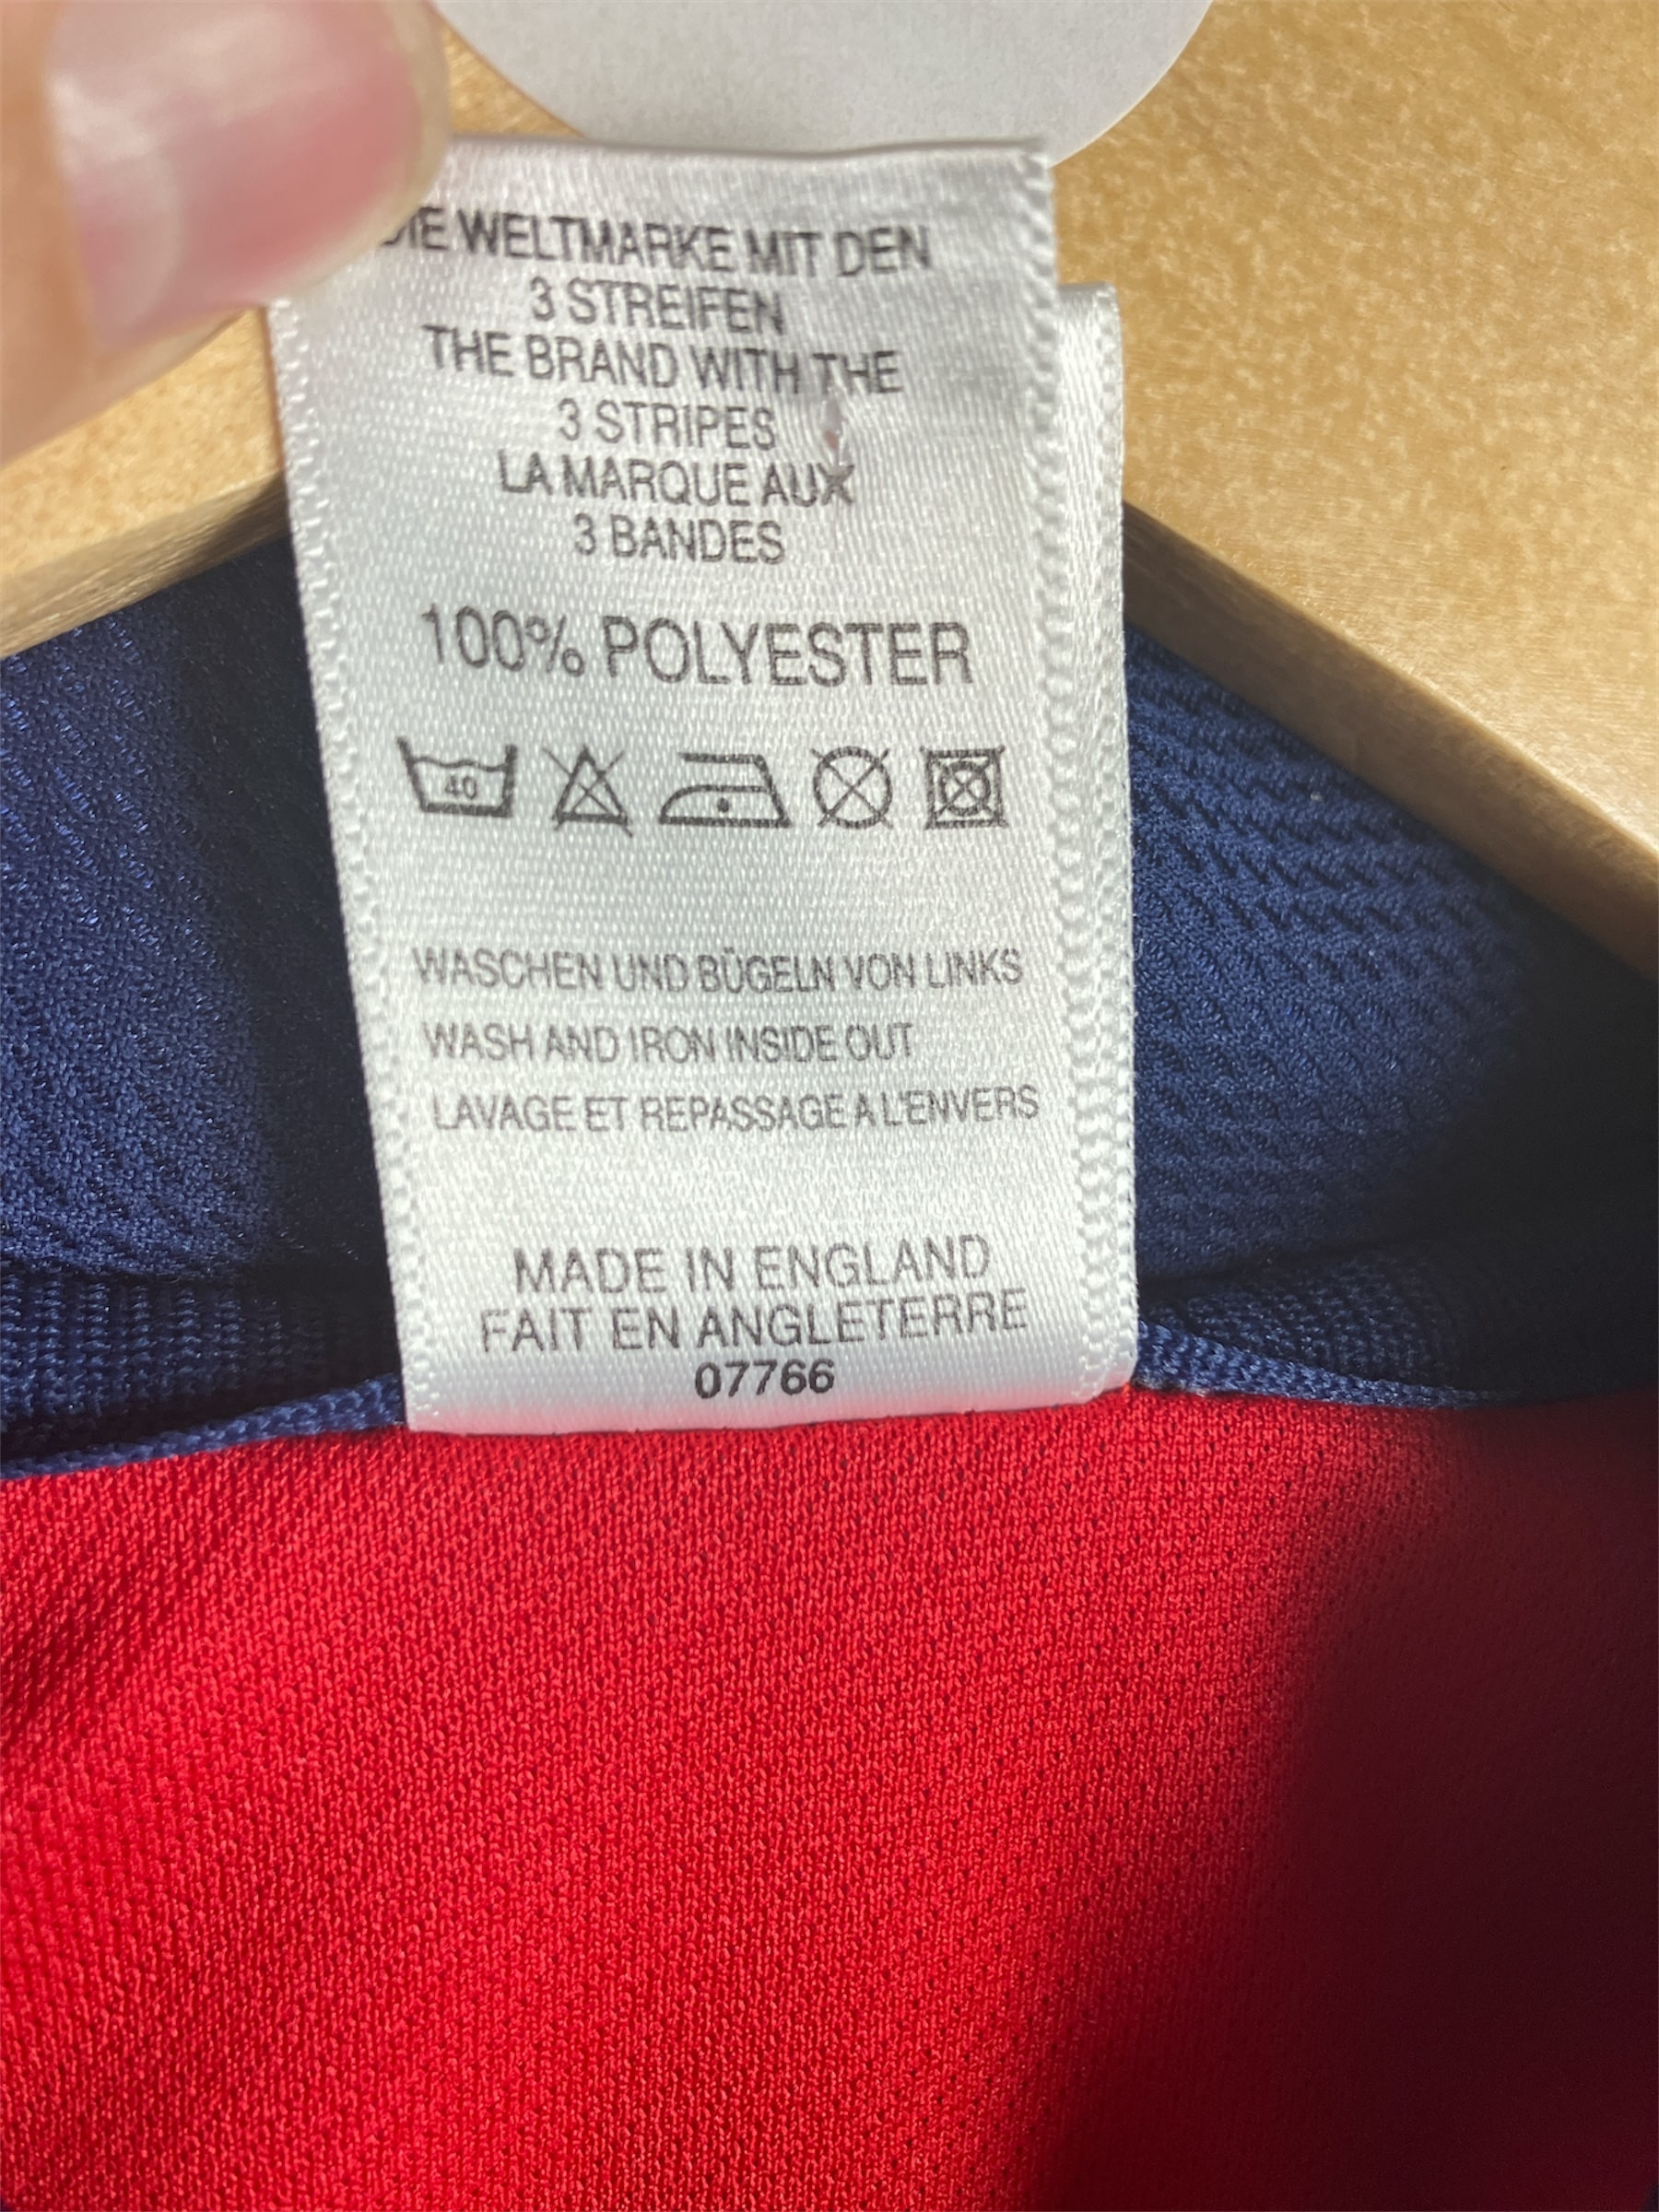 DIE WELTMARKE MIT DEN
3 STREIFEN
THE BRAND WITH THE
3 STRIPES
LA MARQUE AUX
3 BANDES
100% POLYESTER
40
WASCHEN UND BÜGELN VON LINKS
WASH AND IRON INSIDE OUT
LAVAGE ET REPASSAGE A L'ENVERS
MADE IN ENGLAND
FAIT EN ANGLETERRE
07766